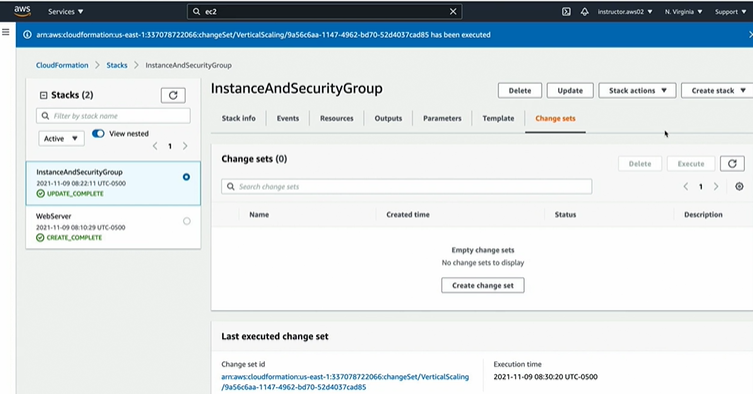 aws Services ec2 instructor.aws02 N. Virginia Support
arn:aws:cloudformation:us-east-1:337078722066:changeSet/VerticalScaling/9a56c6aa-1147-4962-bd70-52d4037cad85 has been executed
CloudFormation Stacks InstanceAndSecurityGroup
Stacks (2)
Filter by stack name
Active View nested
1
InstanceAndSecurityGroup
2021-11-09 08:22:11 UTC-0500
UPDATE_COMPLETE
WebServer
2021-11-09 08:10:29 UTC-0500
CREATE_COMPLETE
InstanceAndSecurityGroup
Delete Update Stack actions Create stack
Stack info Events Resources Outputs Parameters Template Change sets
Change sets (0)
Delete Execute
Search change sets
1
Name Created time Status Description
Empty change sets
No change sets to display
Create change set
Last executed change set
Change set id
arn:aws:cloudformation:us-east-1:337078722066:changeSet/VerticalScaling
/9a56c6aa-1147-4962-bd70-52d4037cad85
Execution time
2021-11-09 08:30:20 UTC-0500